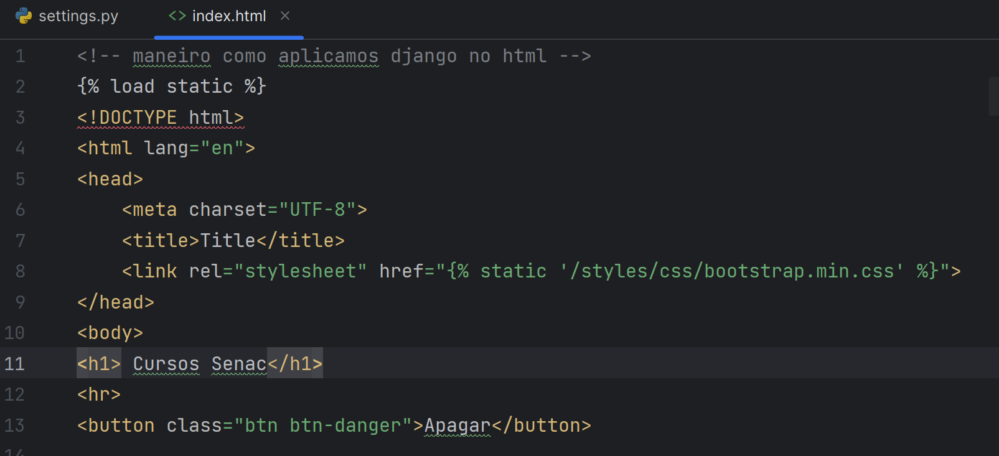 settings.py <> index.html ×
1 <!-- maneiro como aplicamos django no html -->
2 {% load static %}
3 <!DOCTYPE html>
4 <html lang="en">
5 <head>
6     <meta charset="UTF-8">
7     <title>Title</title>
8     <link rel="stylesheet" href="{% static '/styles/css/bootstrap.min.css' %}">
9 </head>
10 <body>
11 <h1> Cursos Senac</h1>
12 <hr>
13 <button class="btn btn-danger">Apagar</button>
14